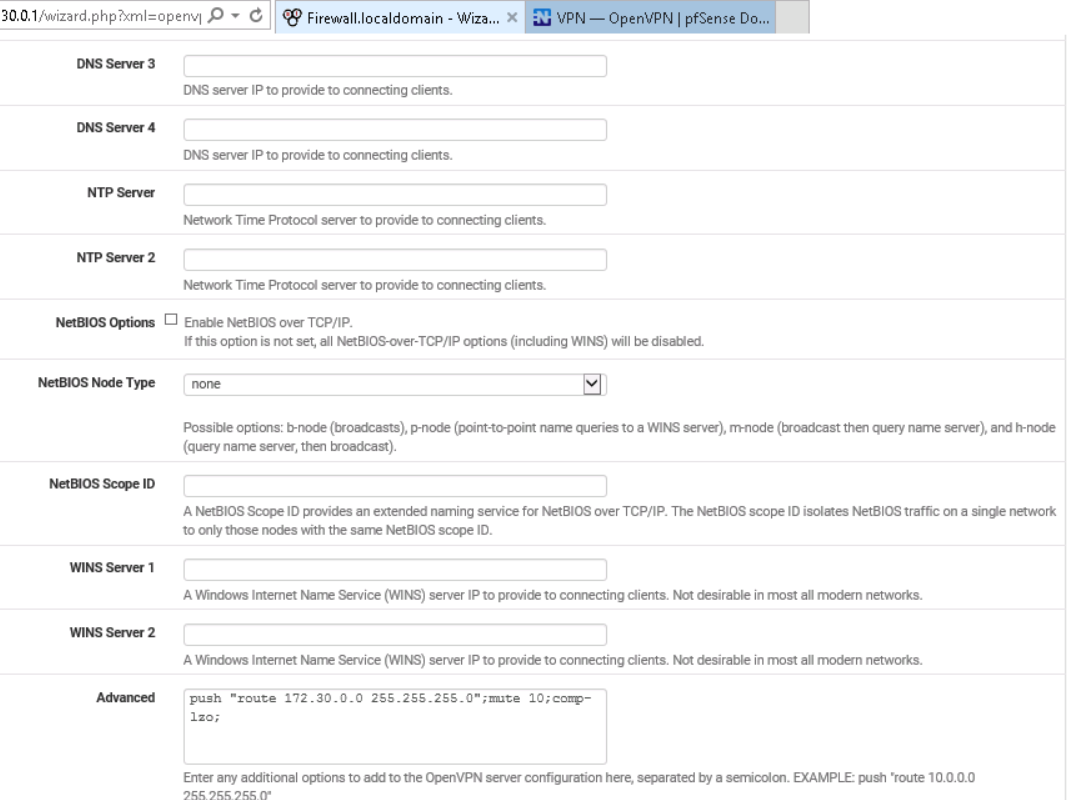 30.0.1/wizard.php?xml=openvp
Firewall.localdomain - Wiza...
VPN — OpenVPN | pfSense Do...
DNS Server 3
DNS server IP to provide to connecting clients.
DNS Server 4
DNS server IP to provide to connecting clients.
NTP Server
Network Time Protocol server to provide to connecting clients.
NTP Server 2
Network Time Protocol server to provide to connecting clients.
NetBIOS Options
Enable NetBIOS over TCP/IP.
If this option is not set, all NetBIOS-over-TCP/IP options (including WINS) will be disabled.
NetBIOS Node Type
none
Possible options: b-node (broadcasts), p-node (point-to-point name queries to a WINS server), m-node (broadcast then query name server), and h-node
(query name server, then broadcast).
NetBIOS Scope ID
A NetBIOS Scope ID provides an extended naming service for NetBIOS over TCP/IP. The NetBIOS scope ID isolates NetBIOS traffic on a single network
to only those nodes with the same NetBIOS scope ID.
WINS Server 1
A Windows Internet Name Service (WINS) server IP to provide to connecting clients. Not desirable in most all modern networks.
WINS Server 2
A Windows Internet Name Service (WINS) server IP to provide to connecting clients. Not desirable in most all modern networks.
Advanced
push "route 172.30.0.0 255.255.255.0";mute 10;comp-
lzo;
Enter any additional options to add to the OpenVPN server configuration here, separated by a semicolon. EXAMPLE: push "route 10.0.0.0
255.255.255.0"